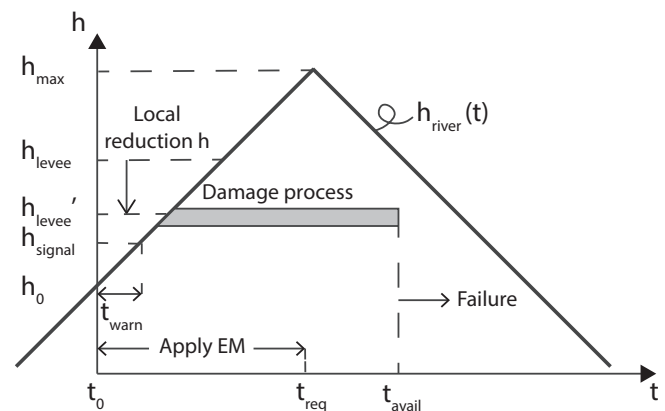 h
h_max
Local
reduction h
h_river(t)
h_levee
Damage process
h_levee'
h_signal
h_0
t_warn
Failure
Apply EM
t_0
t_req
t_avail
t